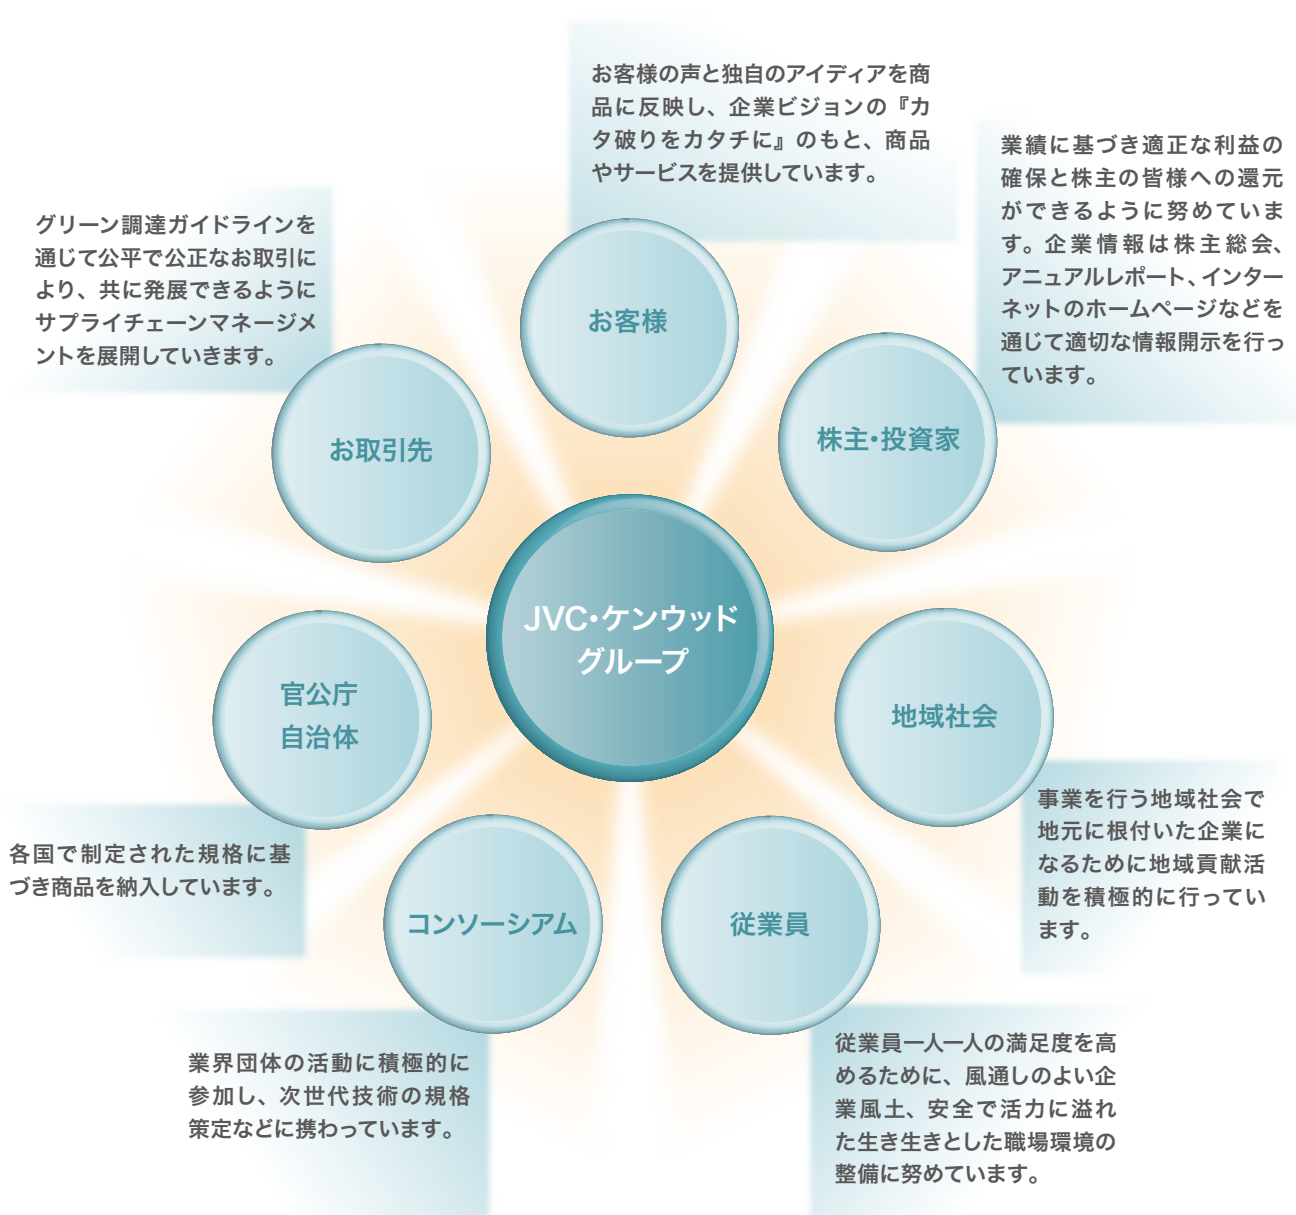 お客様の声と独自のアイディアを商
品に反映し、企業ビジョンの『カ
タ破りをカタチに』のもと、商品
やサービスを提供しています。
お客様
業績に基づき適正な利益の
確保と株主の皆様への還元
ができるように努めていま
す。企業情報は株主総会、
アニュアルレポート、インター
ネットのホームページなどを
通じて適切な情報開示を行っ
ています。
株主・投資家
グリーン調達ガイドラインを
通じて公平で公正なお取引に
より、共に発展できるように
サプライチェーンマネージメ
ントを展開していきます。
お取引先
JVC・ケンウッド
グループ
官公庁
自治体
各国で制定された規格に基
づき商品を納入しています。
地域社会
事業を行う地域社会で
地元に根付いた企業に
なるために地域貢献活
動を積極的に行ってい
ます。
コンソーシアム
業界団体の活動に積極的に
参加し、次世代技術の規格
策定などに携わっています。
従業員
従業員一人一人の満足度を高
めるために、風通しのよい企
業風土、安全で活力に溢れ
た生き生きとした職場環境の
整備に努めています。